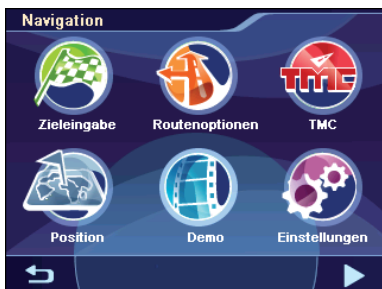 Navigation
Zieleingabe Routenoptionen TMC
TMC
Position Demo Einstellungen